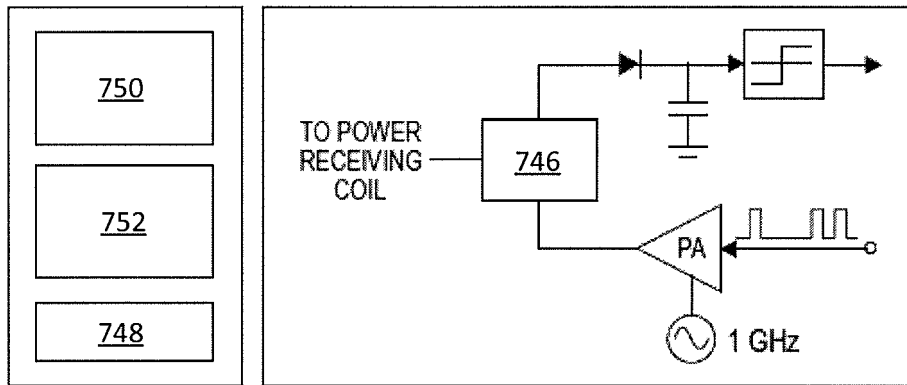 750
752
748
TO POWER
RECEIVING
COIL
746
PA
1 GHz